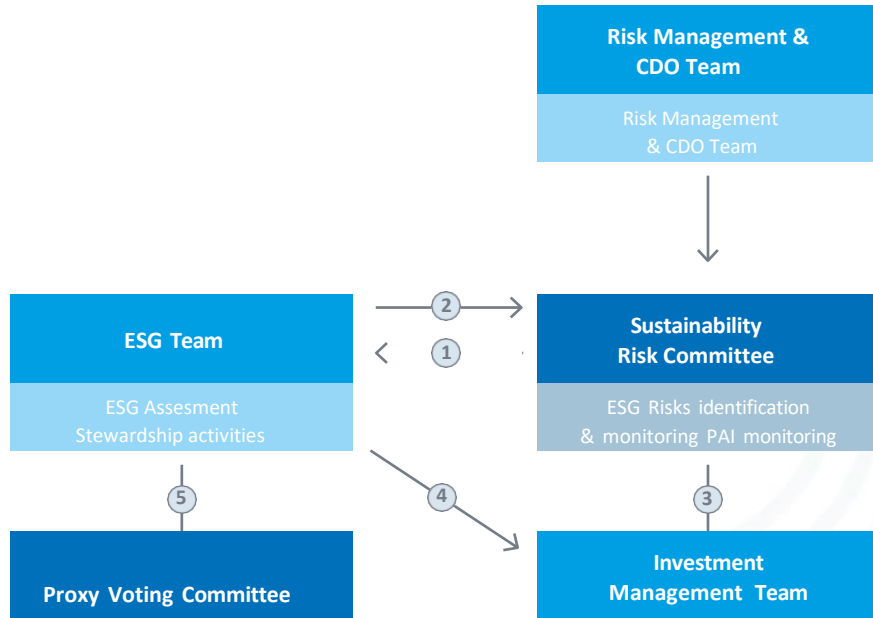 Risk Management &
CDO Team
Risk Management
& CDO Team
2
ESG Team
Sustainability
Risk Committee
1
ESG Assesment
Stewardship activities
ESG Risks identification
& monitoring PAI monitoring
5
4
3
Proxy Voting Committee
Investment
Management Team